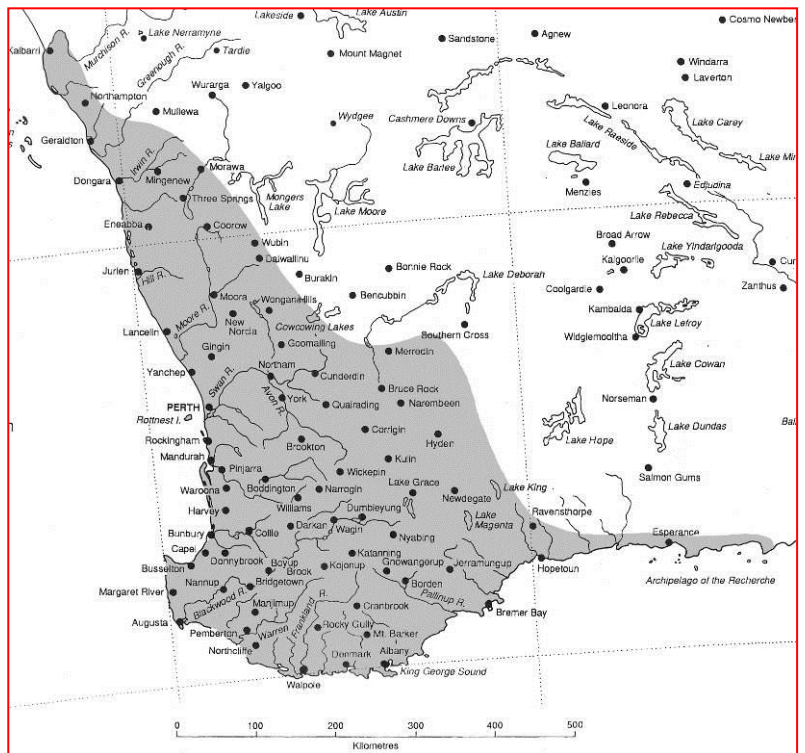 Lakeside
Lake Austin
Cosmo Newber
Kalbarri
Murchison R.
Lake Nerramyne
Tardie
Greenough R.
Mount Magnet
Sandstone
Agnew
Windarra
Laverton
Wurarga
Yalgoo
Northampton
Mullewa
Wydgee
Cashmere Downs
Leonora
Lake Carey
Lake Raeside
Geraldton
Irwin R.
Morawa
Lake Barlee
Lake Ballard
Lake Min
Dongara
Mingenew
Three Springs
Mongers
Lake
Lake Moore
Menzies
Edjudina
Lake Rebecca
Eneabba
Coorow
Wubin
Dalwallinu
Broad Arrow
Lake Yindarlgooda
Kalgoorlie
Cun
Jurien
Hill R.
Burakin
Bonnie Rock
Lake Deborah
Coolgardie
Zanthus
Moora
Wongan Hills
Bencubbin
Kambalda
Moore R.
New
Norcia
Cowcowing Lakes
Southern Cross
Lake Lefroy
Lancelin
Gingin
Goomalling
Merredin
Widgiemooltha
Lake Cowan
Yanchep
Swan R.
Northam
Cunderdin
Bruce Rock
Norseman
PERTH
Avon R.
York
Quairading
Narembeen
Rottnest I.
Corrigin
Lake Hope
Lake Dundas
Bal
Rockingham
Brookton
Hyden
Mandurah
Pinjarra
Wickepin
Kulin
Salmon Gums
Waroona
Boddington
Narrogin
Lake Grace
Newdegate
Lake King
Harvey
Williams
Dumbleyung
Lake
Magenta
Ravensthorpe
Bunbury
Collie
Darkan
Wagin
Nyabing
Esperance
Capel
Donnybrook
Boyup
Brook
Katanning
Busselton
Kojonup
Gnowangerup
Jerramungup
Hopetoun
Nannup
Bridgetown
Borden
Archipelago of the Recherche
Margaret River
Blackwood R.
Manjimup
Frankland R.
Cranbrook
Pallinup R.
Bremer Bay
Augusta
Pemberton
Warren
Rocky Gully
Mt. Barker
Northcliffe
Denmark
Albany
King George Sound
Walpole
0 100 200 300 400 500
Kilometres